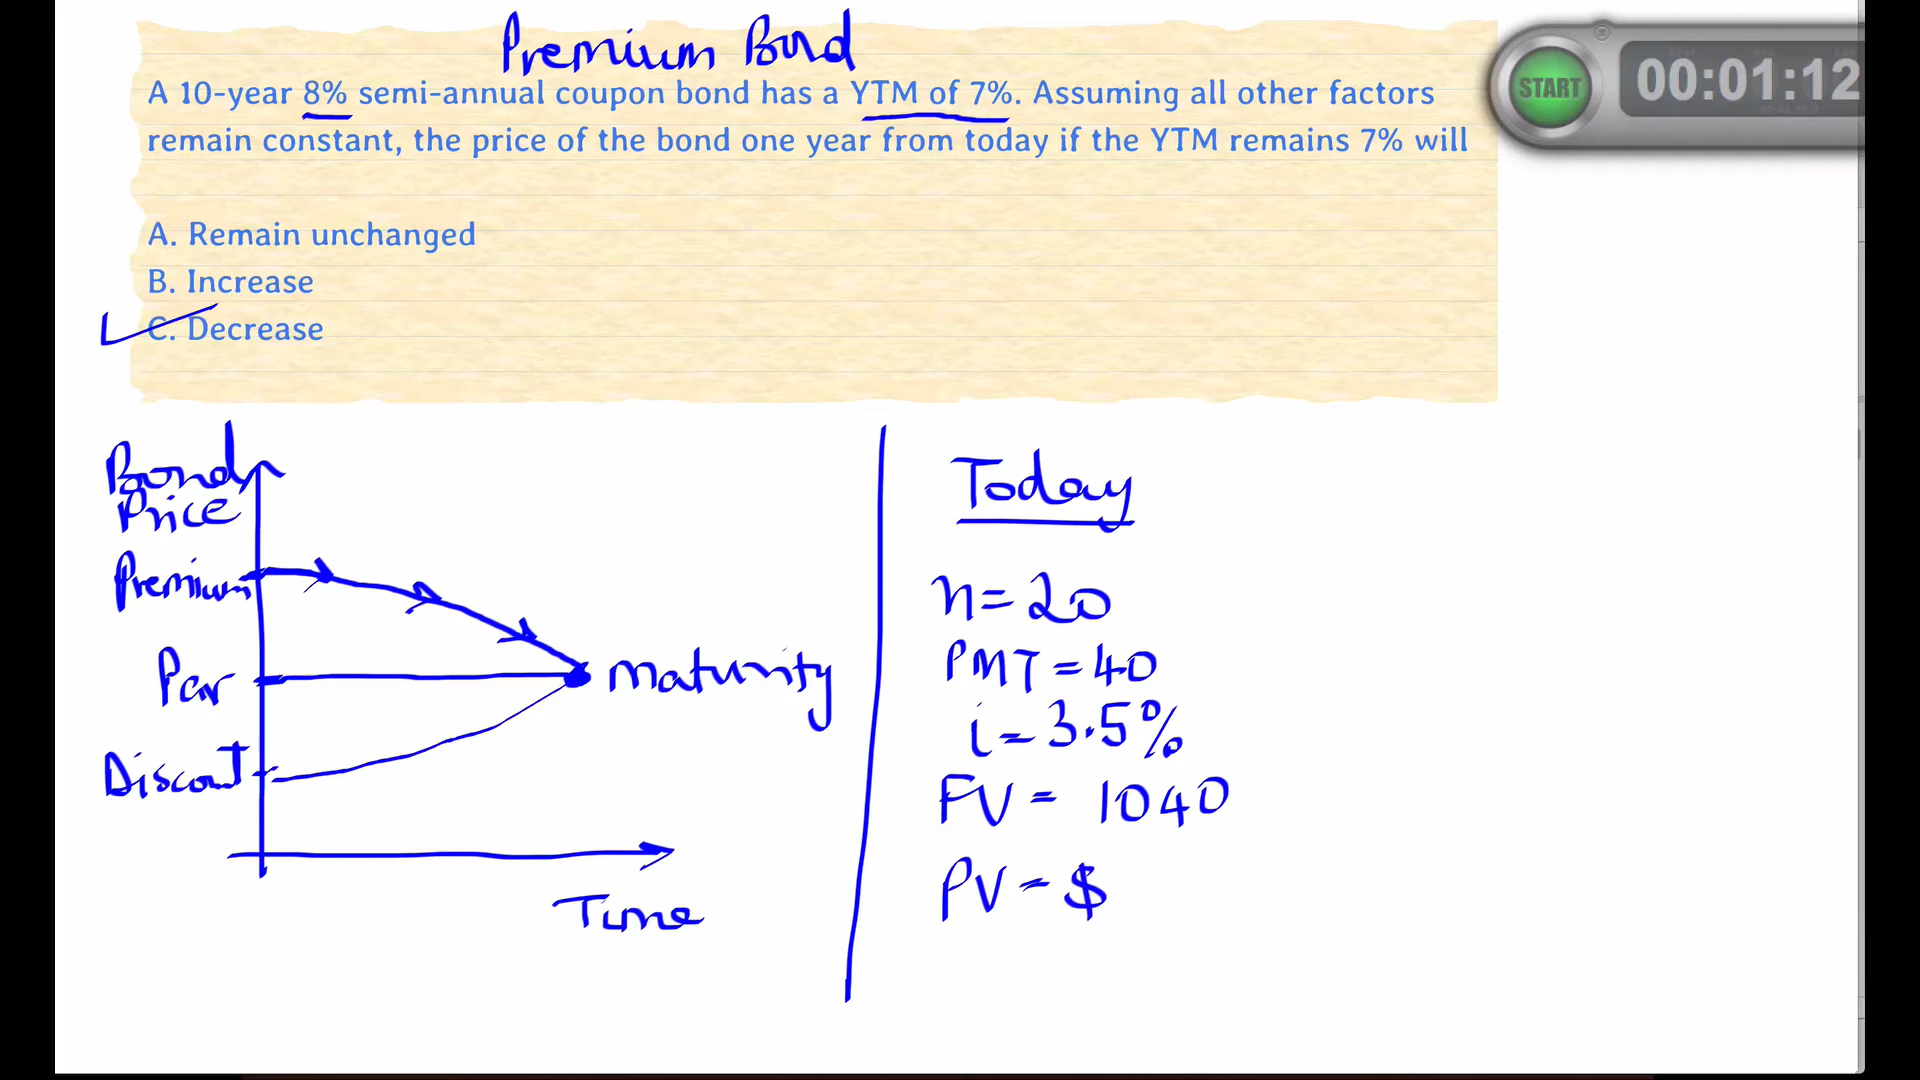 Premium Bond
A 10-year 8% semi-annual coupon bond has a YTM of 7%. Assuming all other factors
remain constant, the price of the bond one year from today if the YTM remains 7% will
A. Remain unchanged
B. Increase
C. Decrease
START
00:01:12
Bond
Price
Premium
Par
Discout
maturity
Time
Today
n=20
PMT=40
i=3.5%
FV= 1040
PV=$